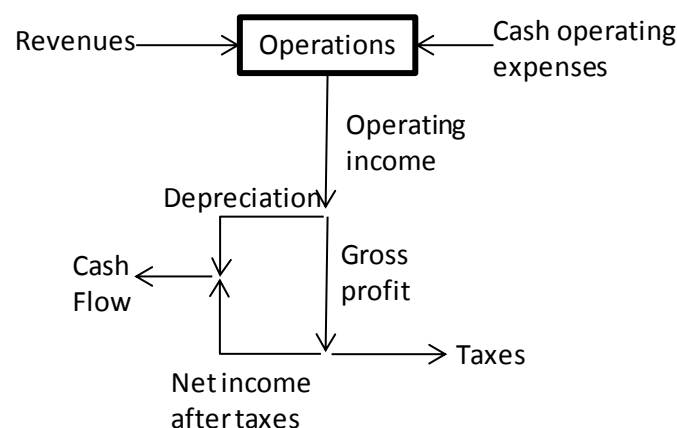 Revenues
Operations
Cash operating
expenses
Operating
income
Depreciation
Gross
profit
Cash
Flow
Taxes
Net income
after taxes